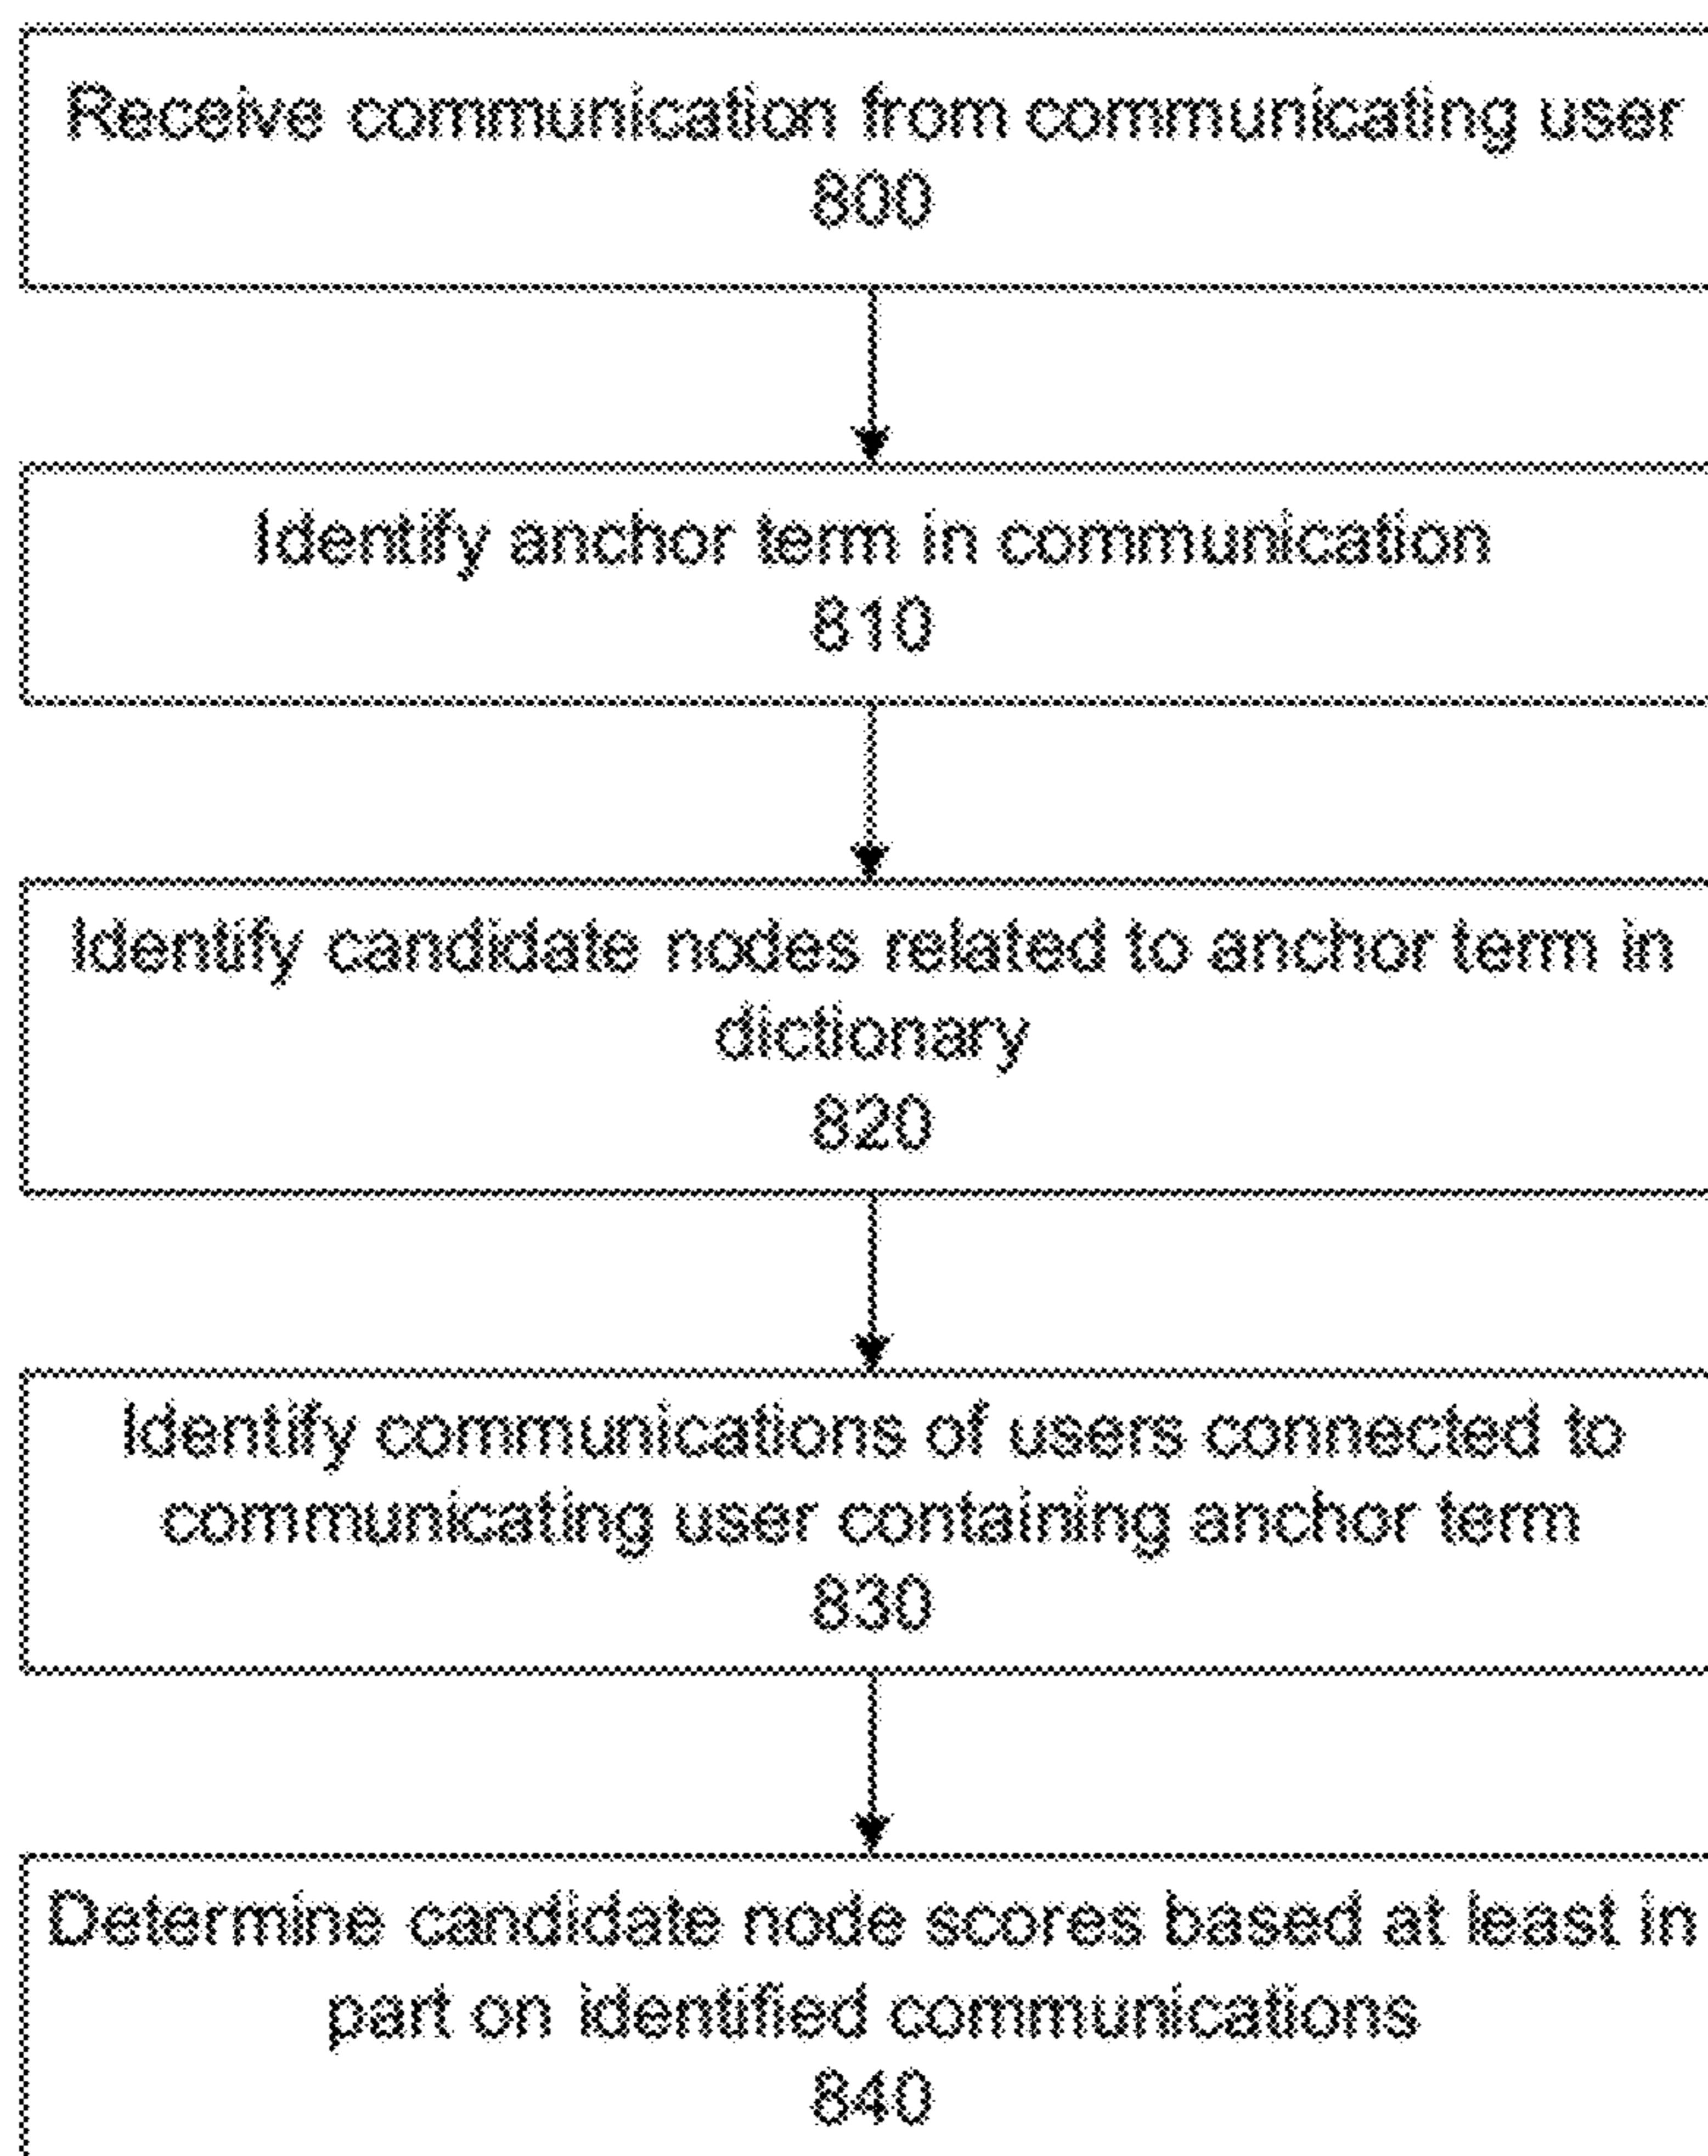 Receive communication from communicating user
800
Identify anchor term in communication
810
Identify candidate nodes related to anchor term in
dictionary
820
Identify communications of users connected to
communicating user containing anchor term
830
Determine candidate node scores based at least in
part on identified communications
840